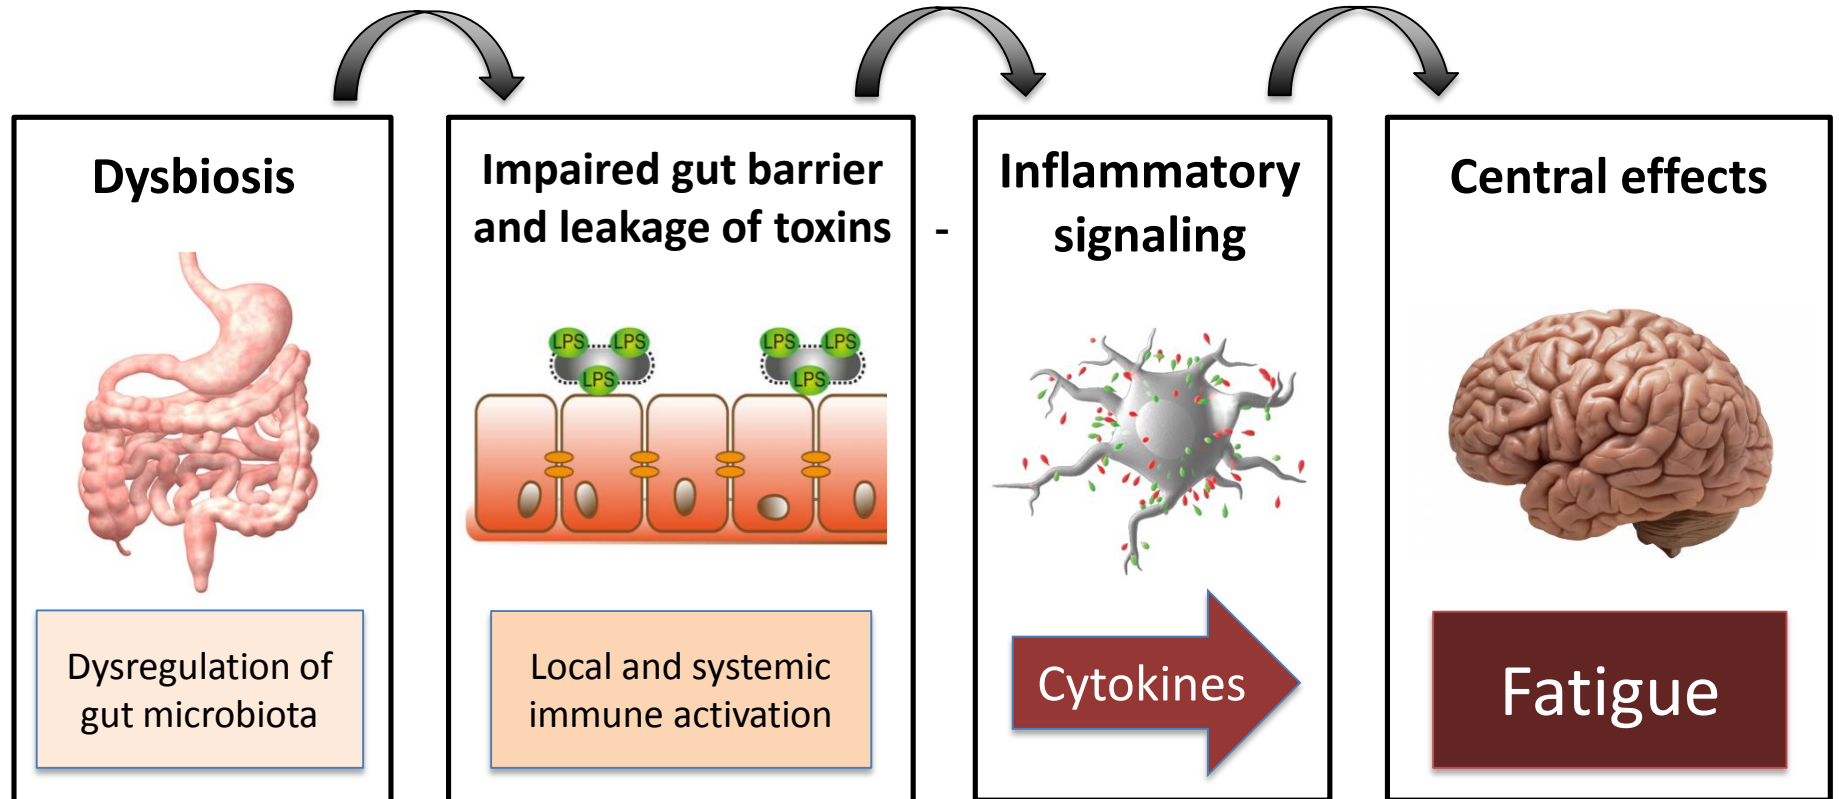 Dysbiosis
Dysregulation of
gut microbiota
Impaired gut barrier
and leakage of toxins
LPS
LPS
LPS
LPS
LPS
LPS
Local and systemic
immune activation
-
Inflammatory
signaling
Cytokines
Central effects
Fatigue